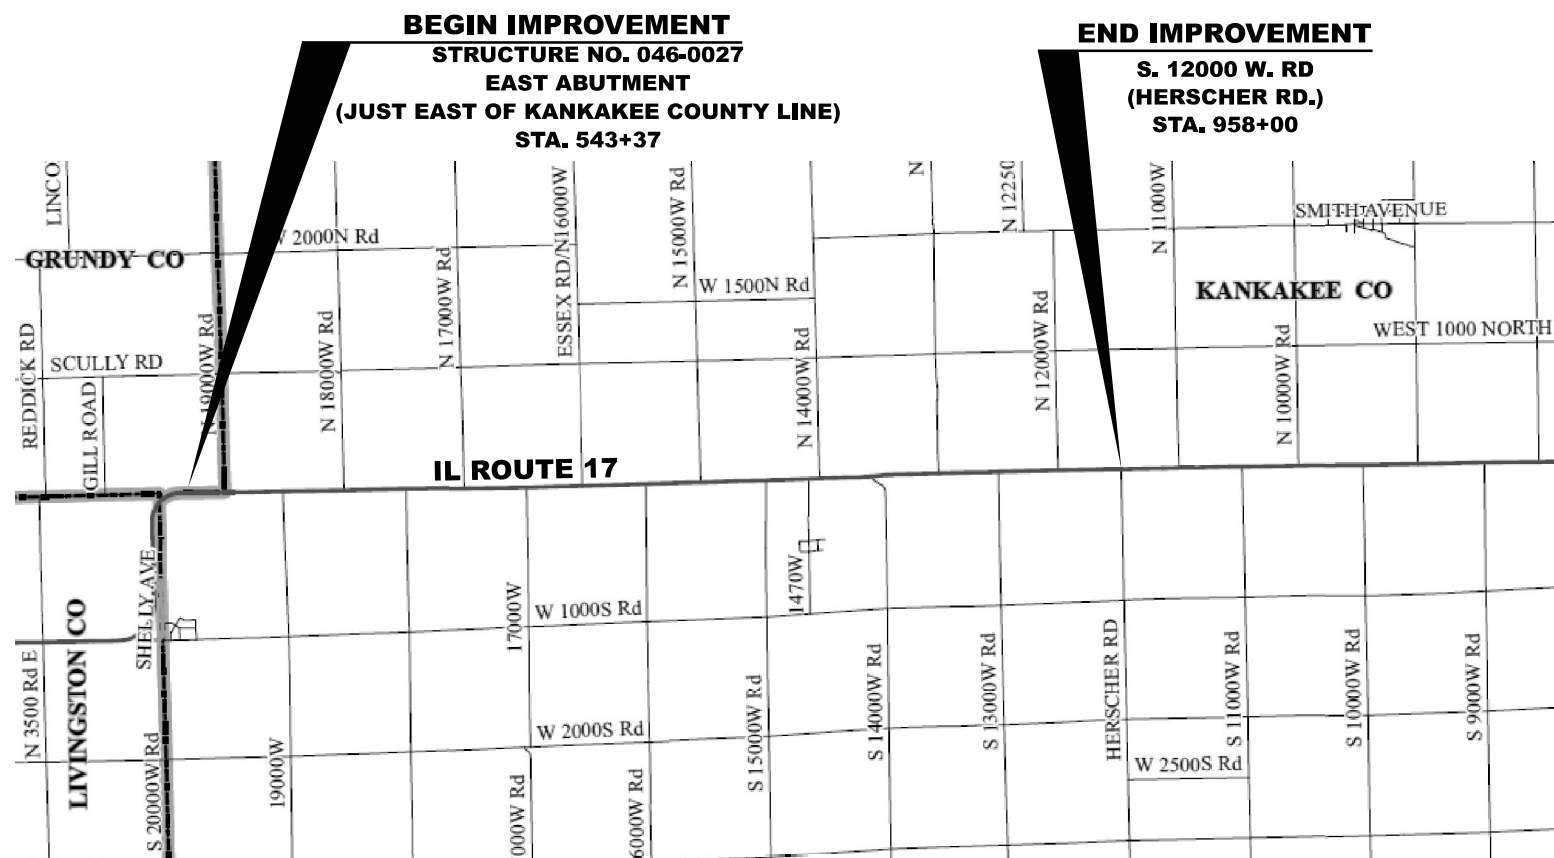 BEGIN IMPROVEMENT
STRUCTURE NO. 046-0027
EAST ABUTMENT
(JUST EAST OF KANKAKEE COUNTY LINE)
STA. 543+37
END IMPROVEMENT
S. 12000 W. RD
(HERSCHER RD.)
STA. 958+00
LINCO
GRUNDY CO
W 2000N Rd
N 17000W Rd
ESSEX RD/N16000W
N 15000W Rd
W 1500N Rd
N
N 12250
N 11000W
SMITH AVENUE
KANKAKEE CO
WEST 1000 NORTH
REDDICK RD
SCULLY RD
GILL ROAD
N 19000W Rd
N 18000W Rd
N 14000W Rd
N 12000W Rd
N 10000W Rd
IL ROUTE 17
SHELLY AVE
LIVINGSTON CO
N 3500 Rd E
S 20000W Rd
19000W
17000W
W 1000S Rd
W 2000S Rd
000W Rd
6000W Rd
1470W
S 15000W Rd
S 14000W Rd
S 13000W Rd
HERSCHER RD
W 2500S Rd
S 11000W Rd
S 10000W Rd
S 9000W Rd